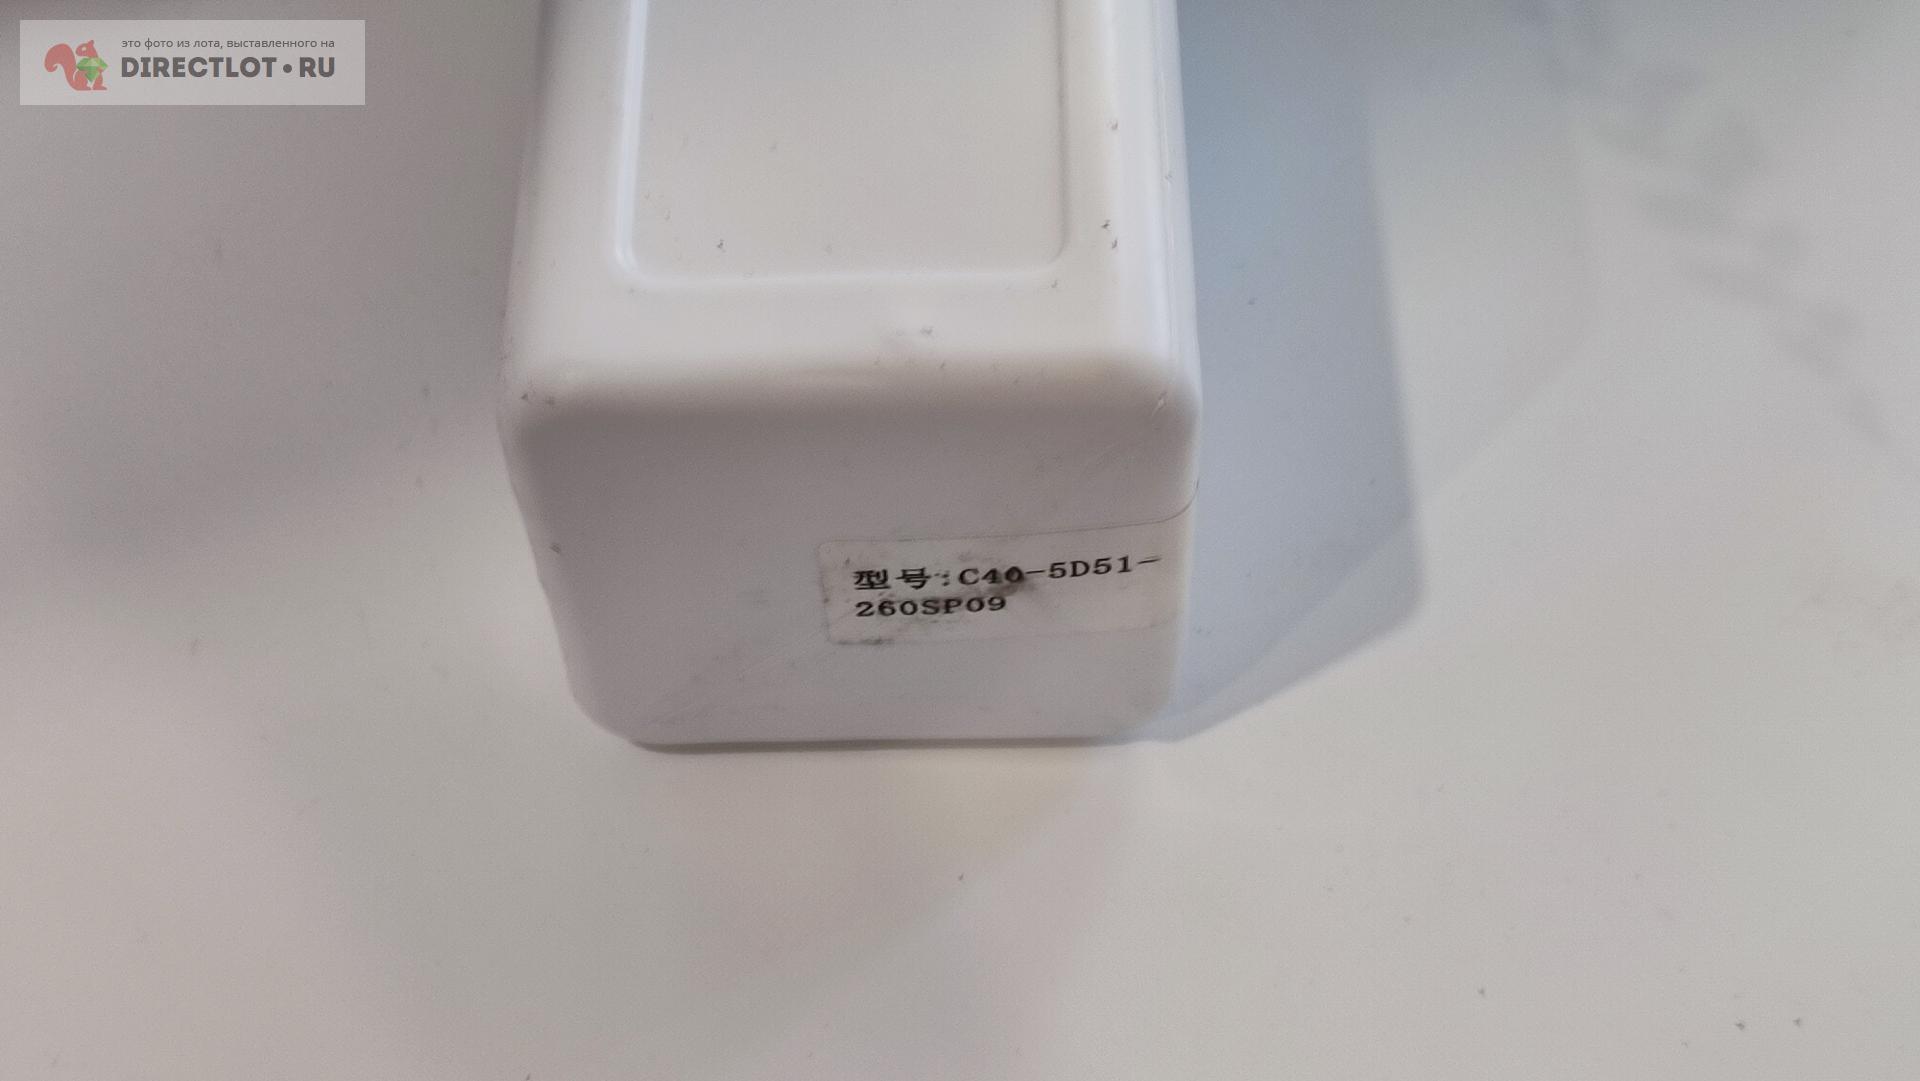 это фото из лота, выставленного на
DIRECTLOT•RU
型号:C40-5D51-
260SP09